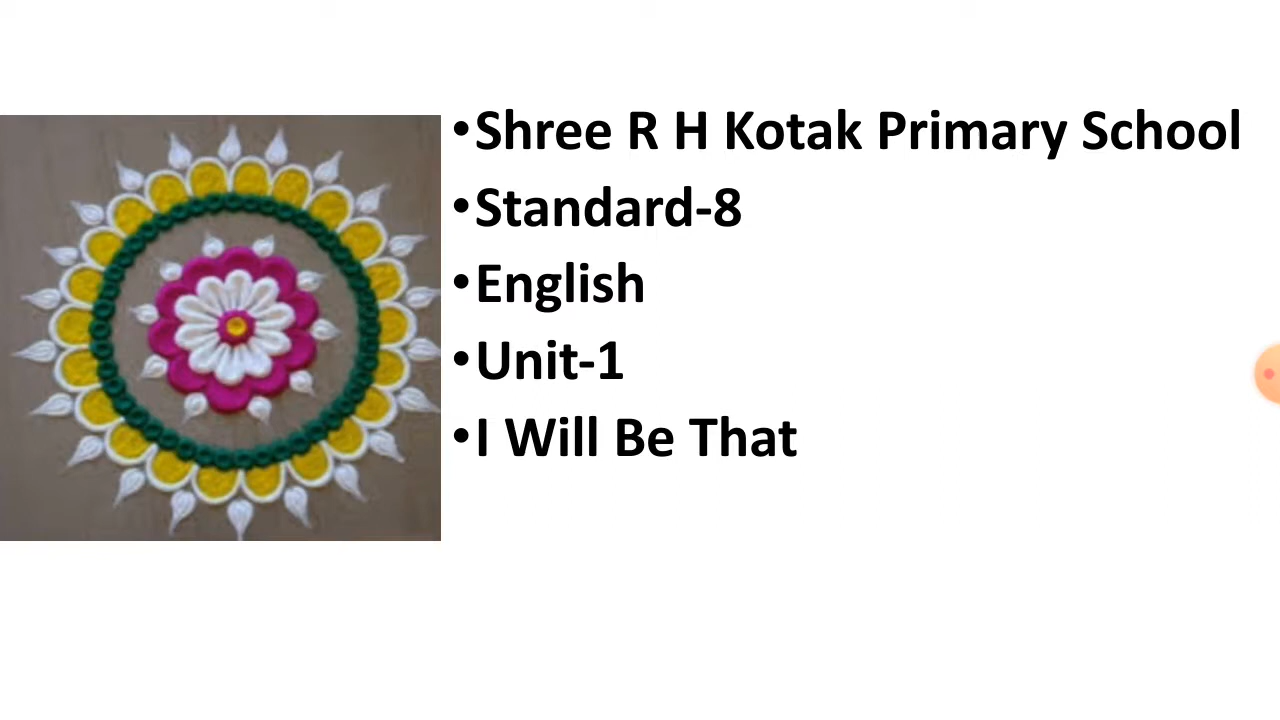 •Shree R H Kotak Primary School
•Standard-8
•English
•Unit-1
•I Will Be That